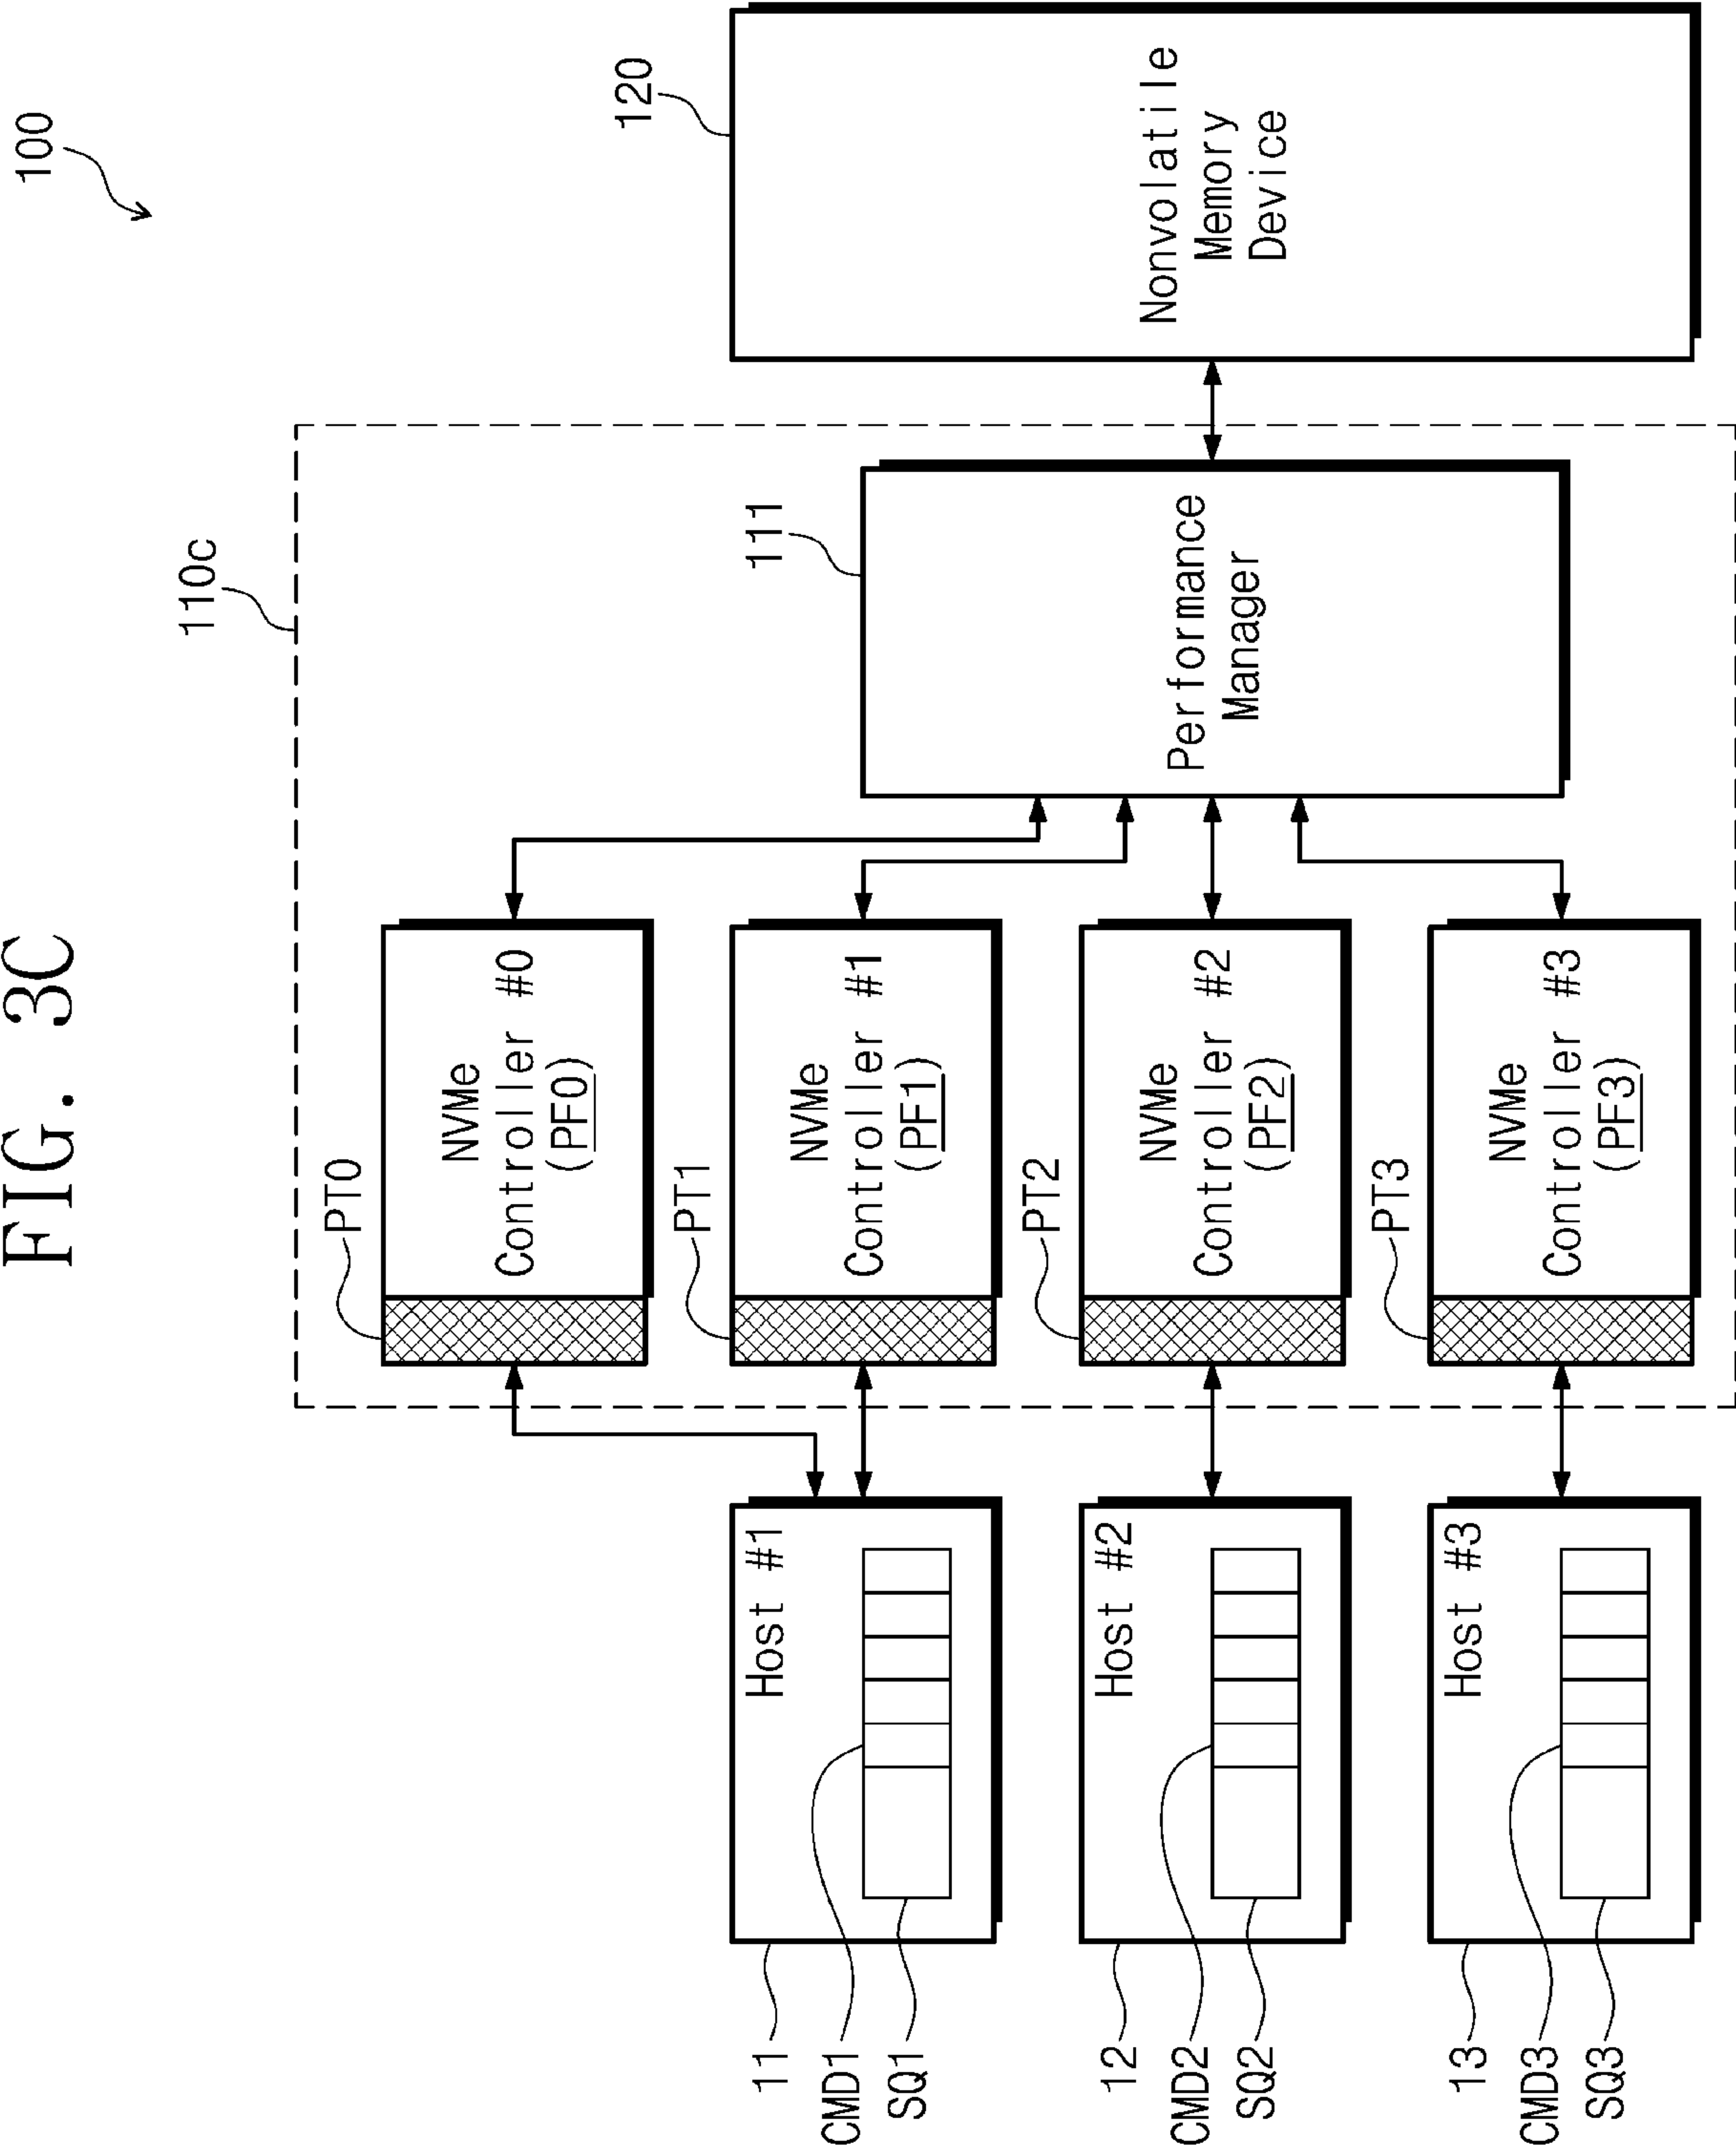 FIG. 3C
100
110c
11
CMD1
SQ1
Host #1
12
CMD2
SQ2
Host #2
13
CMD3
SQ3
Host #3
PT0
NVMe
Controller #0
(PF0)
PT1
NVMe
Controller #1
(PF1)
PT2
NVMe
Controller #2
(PF2)
PT3
NVMe
Controller #3
(PF3)
111
Performance
Manager
120
Nonvolatile
Memory
Device